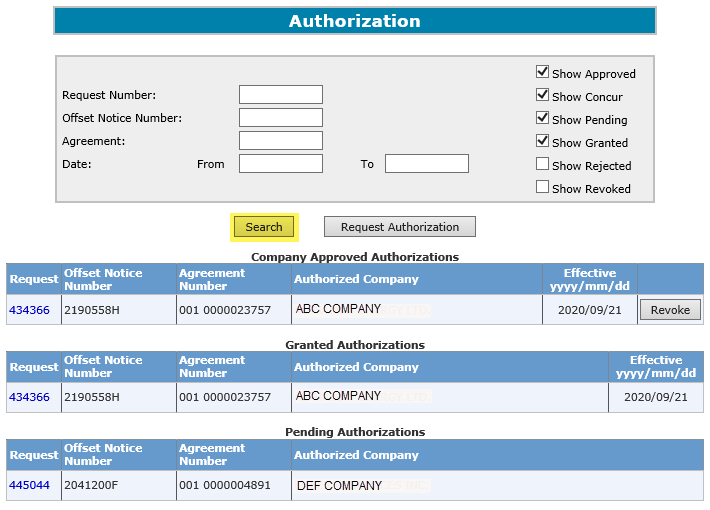 Authorization
Show Approved
Request Number: Show Concur
Offset Notice Number: Show Pending
Agreement: Show Granted
Date: From To Show Rejected
Show Revoked
Search Request Authorization
Company Approved Authorizations
Request Offset Notice Number Agreement Number Authorized Company Effective yyyy/mm/dd
434366 2190558H 001 0000023757 ABC COMPANY 2020/09/21 Revoke
Granted Authorizations
Request Offset Notice Number Agreement Number Authorized Company Effective yyyy/mm/dd
434366 2190558H 001 0000023757 ABC COMPANY 2020/09/21
Pending Authorizations
Request Offset Notice Number Agreement Number Authorized Company
445044 2041200F 001 0000004891 DEF COMPANY